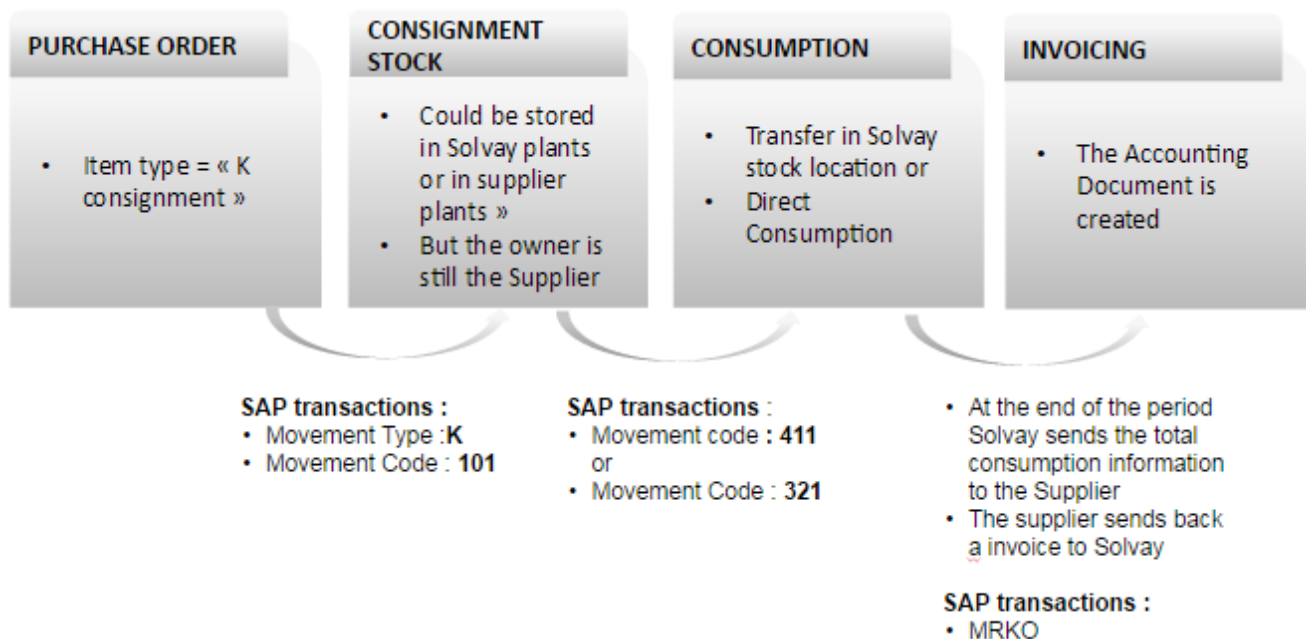 PURCHASE ORDER
• Item type = « K
consignment »
CONSIGNMENT
STOCK
• Could be stored
in Solvay plants
or in supplier
plants »
• But the owner is
still the Supplier
CONSUMPTION
• Transfer in Solvay
stock location or
• Direct
Consumption
INVOICING
• The Accounting
Document is
created
SAP transactions :
• Movement Type :K
• Movement Code : 101
SAP transactions :
• Movement code : 411
or
• Movement Code : 321
• At the end of the period
Solvay sends the total
consumption information
to the Supplier
• The supplier sends back
a invoice to Solvay
SAP transactions :
• MRKO